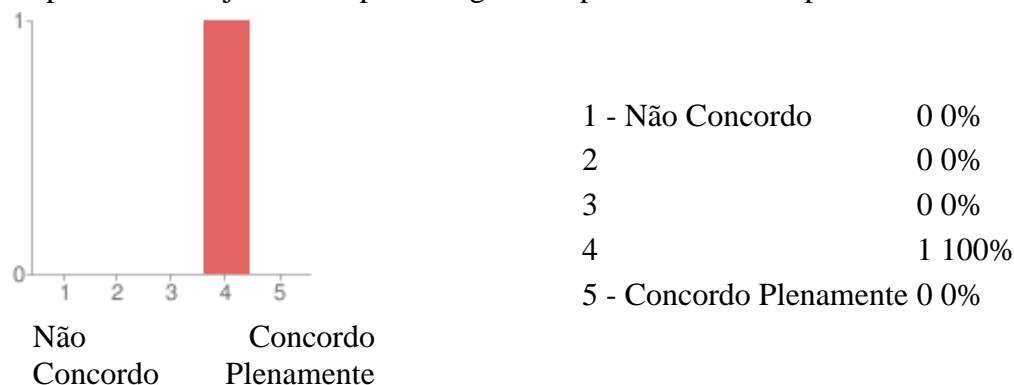 1
0
1 2 3 4 5
Não Concordo
Concordo Plenamente
1 - Não Concordo 0 0%
2 0 0%
3 0 0%
4 1 100%
5 - Concordo Plenamente 0 0%